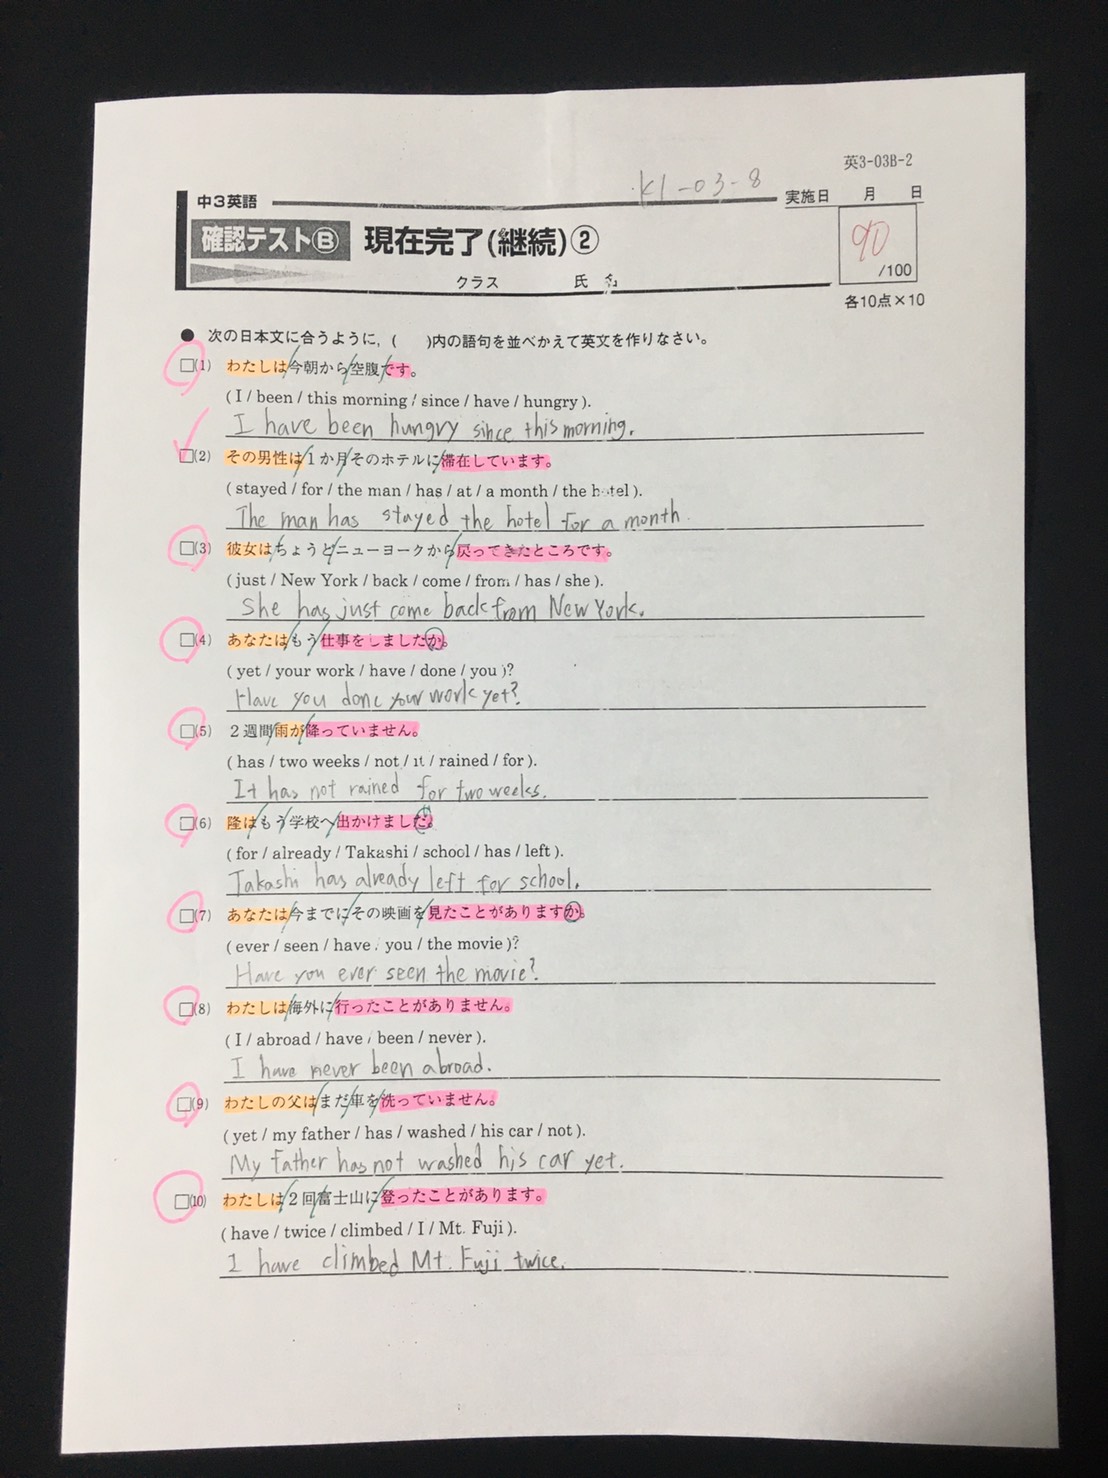 英3-03B-2
K1-03-8
中3英語
実施日 月 日
確認テストⒷ 現在完了(継続)②
90
/100
クラス 氏名
各10点×10
● 次の日本文に合うように,( )内の語句を並べかえて英文を作りなさい。
□(1) わたしは今朝から空腹です。
( I / been / this morning / since / have / hungry ).
I have been hungry since this morning.
□(2) その男性は1か月そのホテルに滞在しています。
( stayed / for / the man / has / at / a month / the hotel ).
The man has stayed the hotel for a month.
□(3) 彼女はちょうどニューヨークから戻ってきたところです。
( just / New York / back / come / from / has / she ).
She has just come back from New York.
□(4) あなたはもう仕事をしましたか。
( yet / your work / have / done / you )?
Have you done your work yet?
□(5) 2週間雨が降っていません。
( has / two weeks / not / it / rained / for ).
It has not rained for two weeks.
□(6) 隆はもう学校へ出かけました。
( for / already / Takashi / school / has / left ).
Takashi has already left for school.
□(7) あなたは今までにその映画を見たことがありますか。
( ever / seen / have / you / the movie )?
Have you ever seen the movie?
□(8) わたしは海外に行ったことがありません。
( I / abroad / have / been / never ).
I have never been abroad.
□(9) わたしの父はまだ車を洗っていません。
( yet / my father / has / washed / his car / not ).
My father has not washed his car yet.
□(10) わたしは2回富士山に登ったことがあります。
( have / twice / climbed / I / Mt. Fuji ).
I have climbed Mt. Fuji twice.